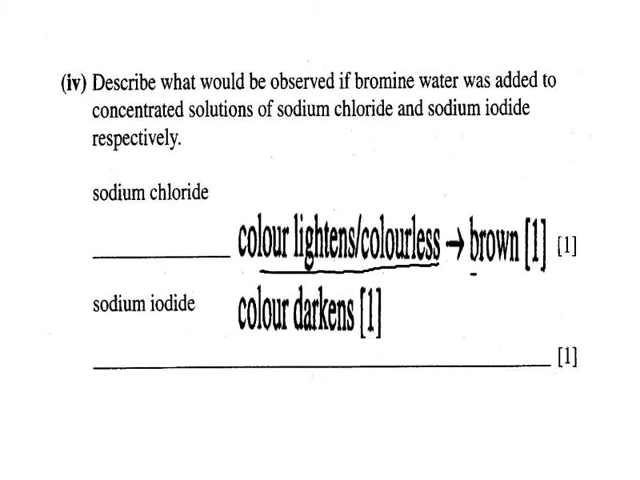 (iv) Describe what would be observed if bromine water was added to
concentrated solutions of sodium chloride and sodium iodide
respectively.
sodium chloride
colour lightens/colourless → brown [1] [1]
sodium iodide
colour darkens [1]
[1]